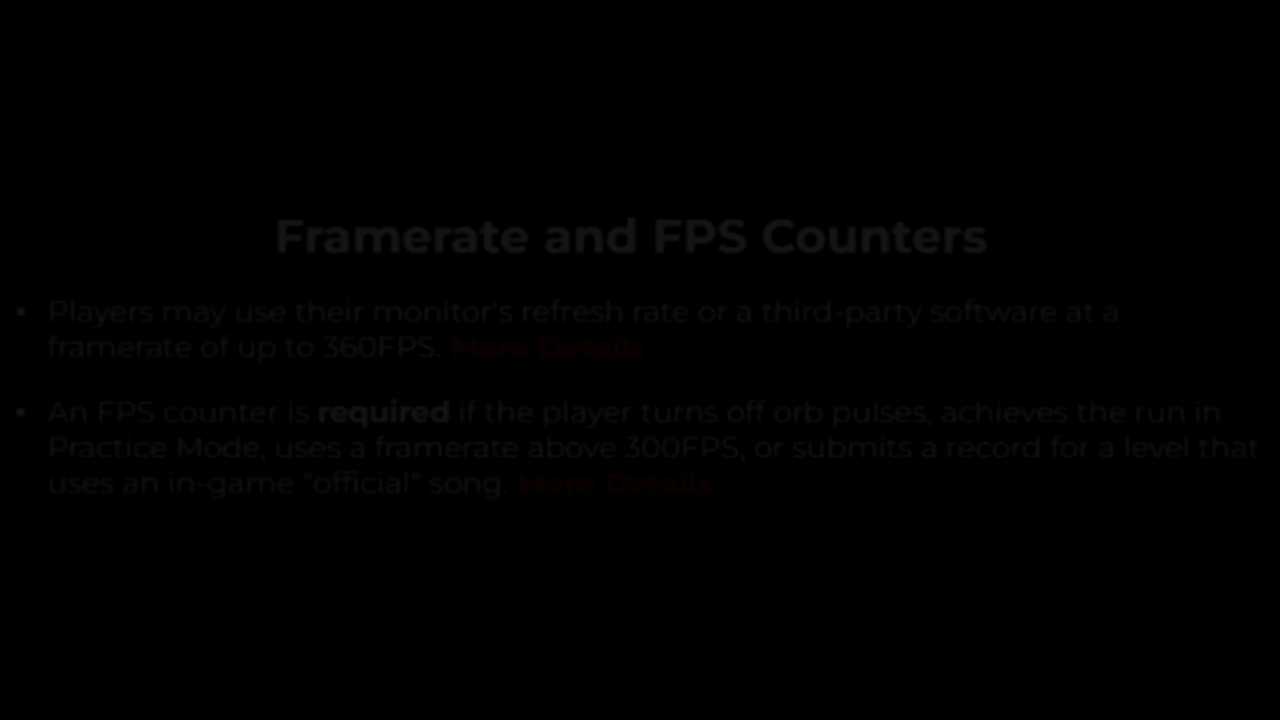 Framerate and FPS Counters
▪ Players may use their monitor's refresh rate or a third-party software at a
framerate of up to 360FPS. More Details
▪ An FPS counter is required if the player turns off orb pulses, achieves the run in
Practice Mode, uses a framerate above 300FPS, or submits a record for a level that
uses an in-game "official" song. More Details